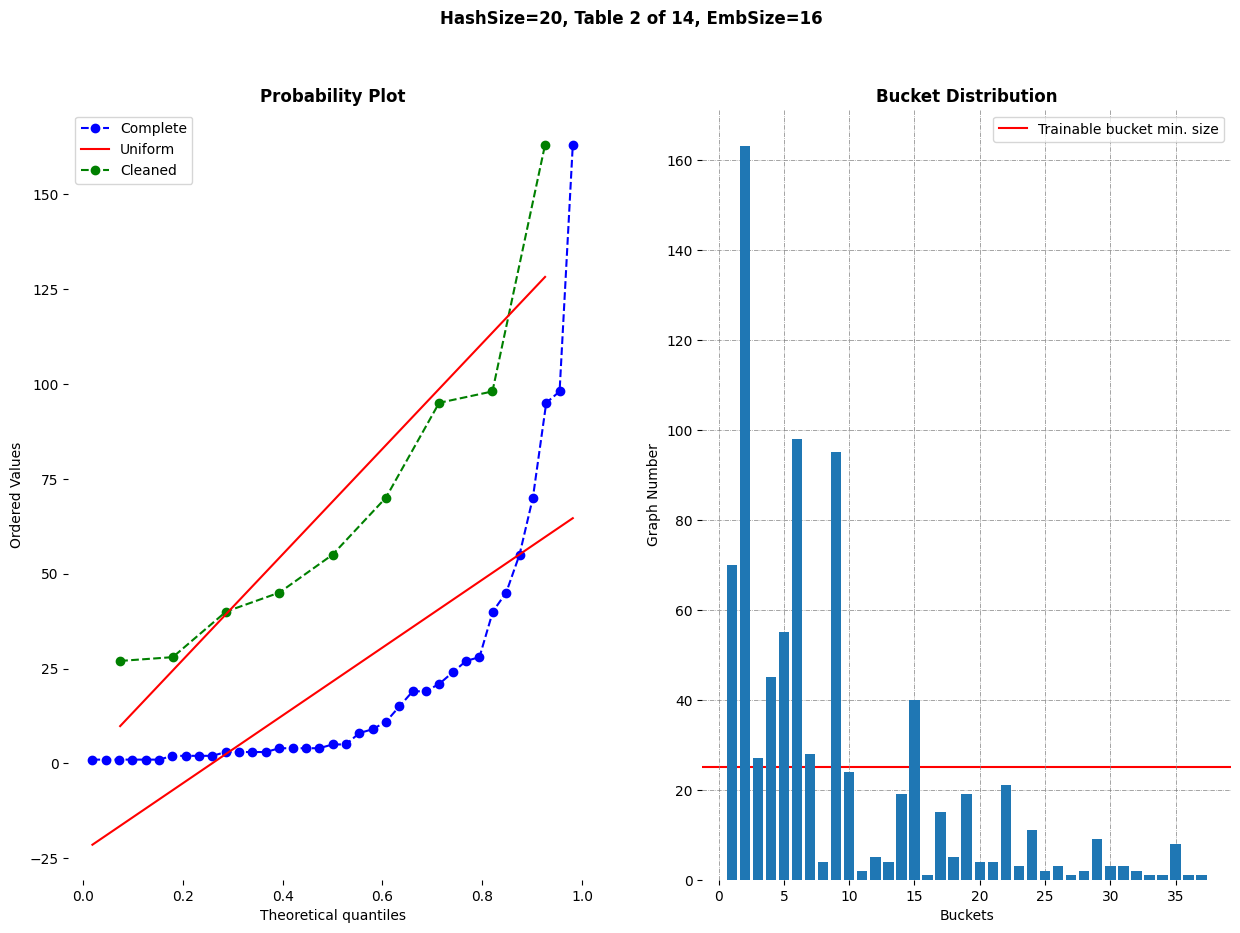 HashSize=20, Table 2 of 14, EmbSize=16
Probability Plot
Complete
Uniform
Cleaned
150
125
100
75
50
25
0
−25
Ordered Values
0.0 0.2 0.4 0.6 0.8 1.0
Theoretical quantiles
Bucket Distribution
Trainable bucket min. size
160
140
120
100
80
60
40
20
0
Graph Number
0 5 10 15 20 25 30 35
Buckets